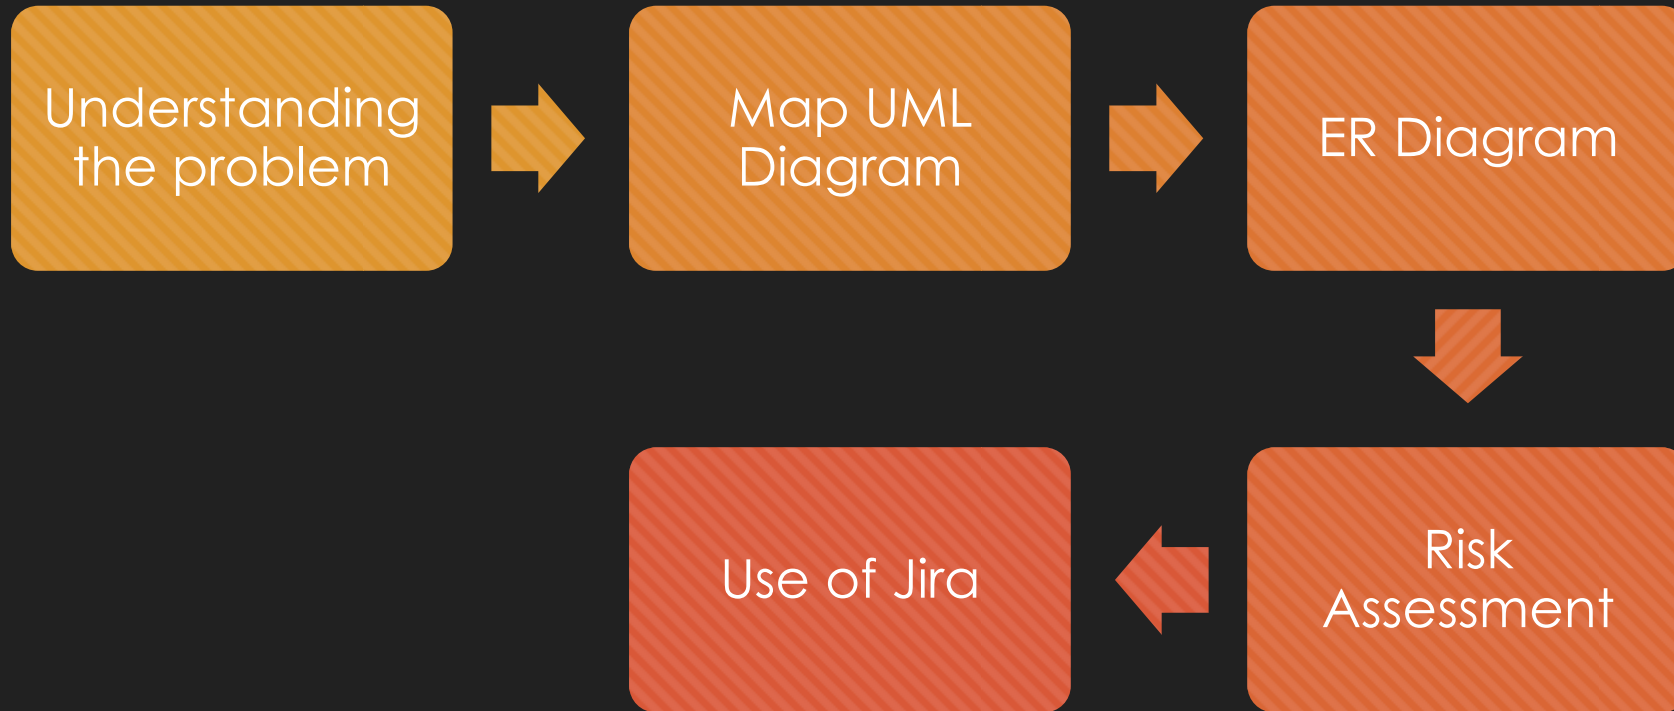 Understanding
the problem
Map UML
Diagram
ER Diagram
Risk
Assessment
Use of Jira